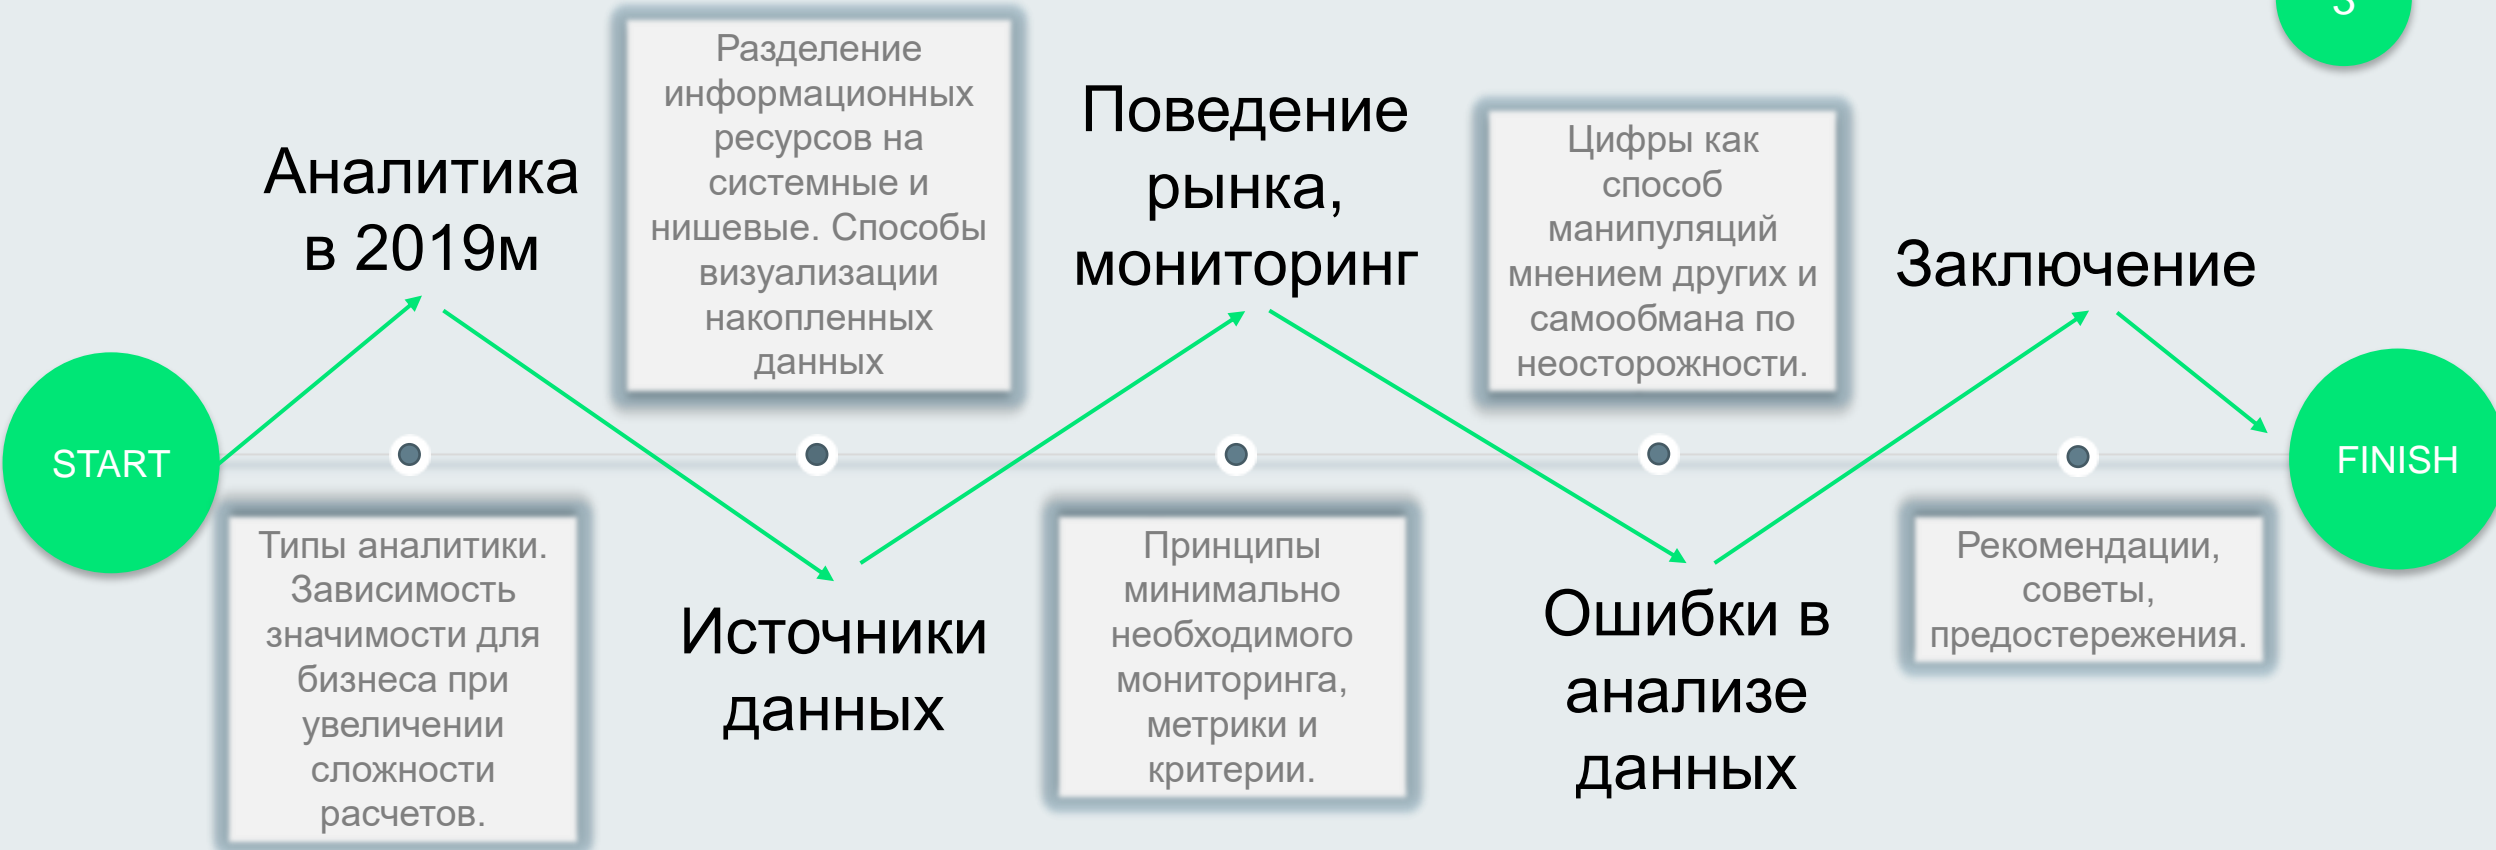 3
START
Аналитика
в 2019м
Типы аналитики.
Зависимость
значимости для
бизнеса при
увеличении
сложности
расчетов.
Разделение
информационных
ресурсов на
системные и
нишевые. Способы
визуализации
накопленных
данных
Источники
данных
Поведение
рынка,
мониторинг
Принципы
минимально
необходимого
мониторинга,
метрики и
критерии.
Цифры как
способ
манипуляций
мнением других и
самообмана по
неосторожности.
Ошибки в
анализе
данных
Заключение
Рекомендации,
советы,
предостережения.
FINISH